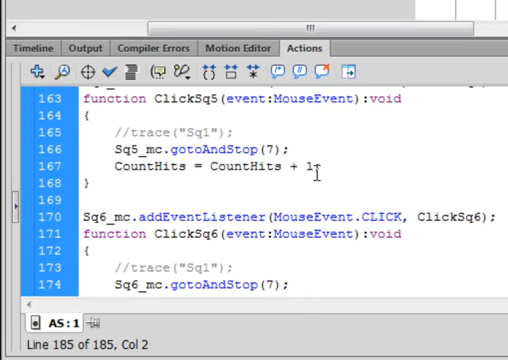 Timeline Output Compiler Errors Motion Editor Actions
163 function ClickSq5(event:MouseEvent):void
164 {
165 //trace("Sq1");
166 Sq5_mc.gotoAndStop(7);
167 CountHits = CountHits + 1
168 }
169
170 Sq6_mc.addEventListener(MouseEvent.CLICK, ClickSq6);
171 function ClickSq6(event:MouseEvent):void
172 {
173 //trace("Sq1");
174 Sq6_mc.gotoAndStop(7);
AS : 1
Line 185 of 185, Col 2